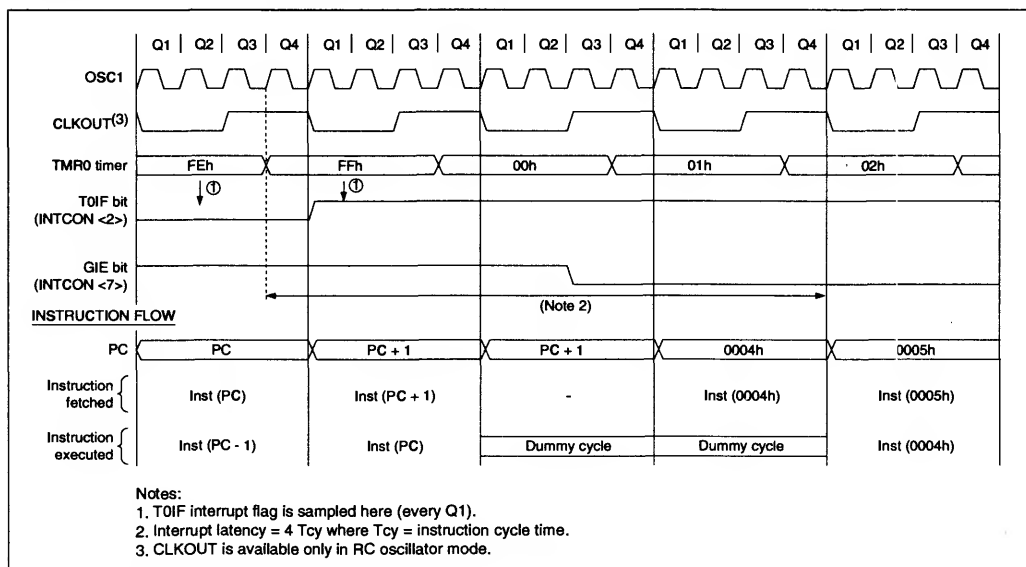 Q1 | Q2 | Q3 | Q4 | Q1 | Q2 | Q3 | Q4 | Q1 | Q2 | Q3 | Q4 | Q1 | Q2 | Q3 | Q4 | Q1 | Q2 | Q3 | Q4
OSC1
CLKOUT(3)
TMR0 timer FEh FFh 00h 01h 02h
① ①
T0IF bit
(INTCON <2>)
GIE bit
(INTCON <7>)
(Note 2)
INSTRUCTION FLOW
PC PC PC + 1 PC + 1 0004h 0005h
Instruction
fetched
Inst (PC) Inst (PC + 1) - Inst (0004h) Inst (0005h)
Instruction
executed
Inst (PC - 1) Inst (PC) Dummy cycle Dummy cycle Inst (0004h)
Notes:
1. T0IF interrupt flag is sampled here (every Q1).
2. Interrupt latency = 4 Tcy where Tcy = instruction cycle time.
3. CLKOUT is available only in RC oscillator mode.